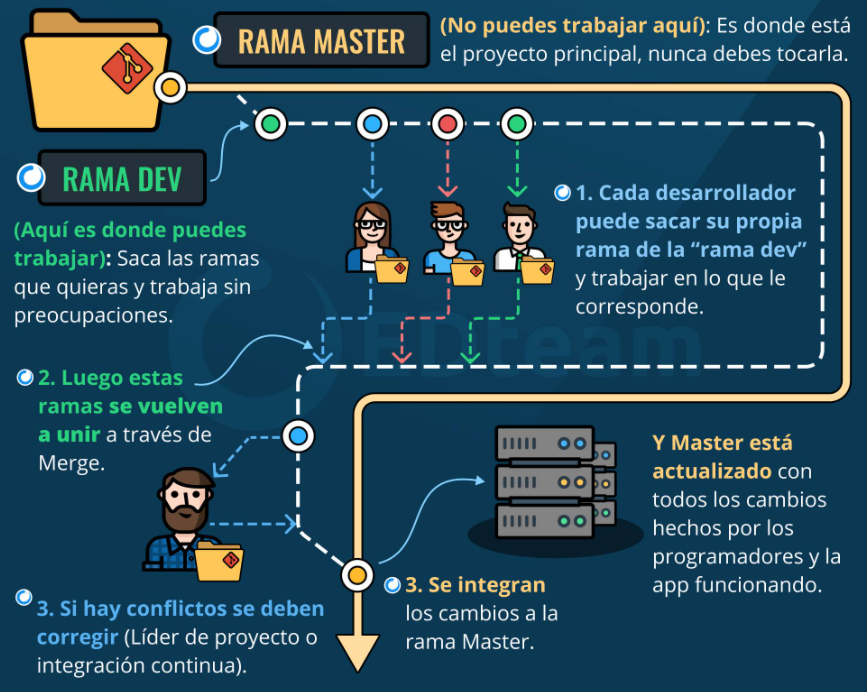 RAMA MASTER
(No puedes trabajar aquí): Es donde está
el proyecto principal, nunca debes tocarla.
RAMA DEV
(Aquí es donde puedes
trabajar): Saca las ramas
que quieras y trabaja sin
preocupaciones.
1. Cada desarrollador
puede sacar su propia
rama de la “rama dev”
y trabajar en lo que le
corresponde.
EDteam
2. Luego estas
ramas se vuelven
a unir a través de
Merge.
Y Master está
actualizado con
todos los cambios
hechos por los
programadores y la
app funcionando.
3. Si hay conflictos se deben
corregir (Líder de proyecto o
integración continua).
3. Se integran
los cambios a la
rama Master.